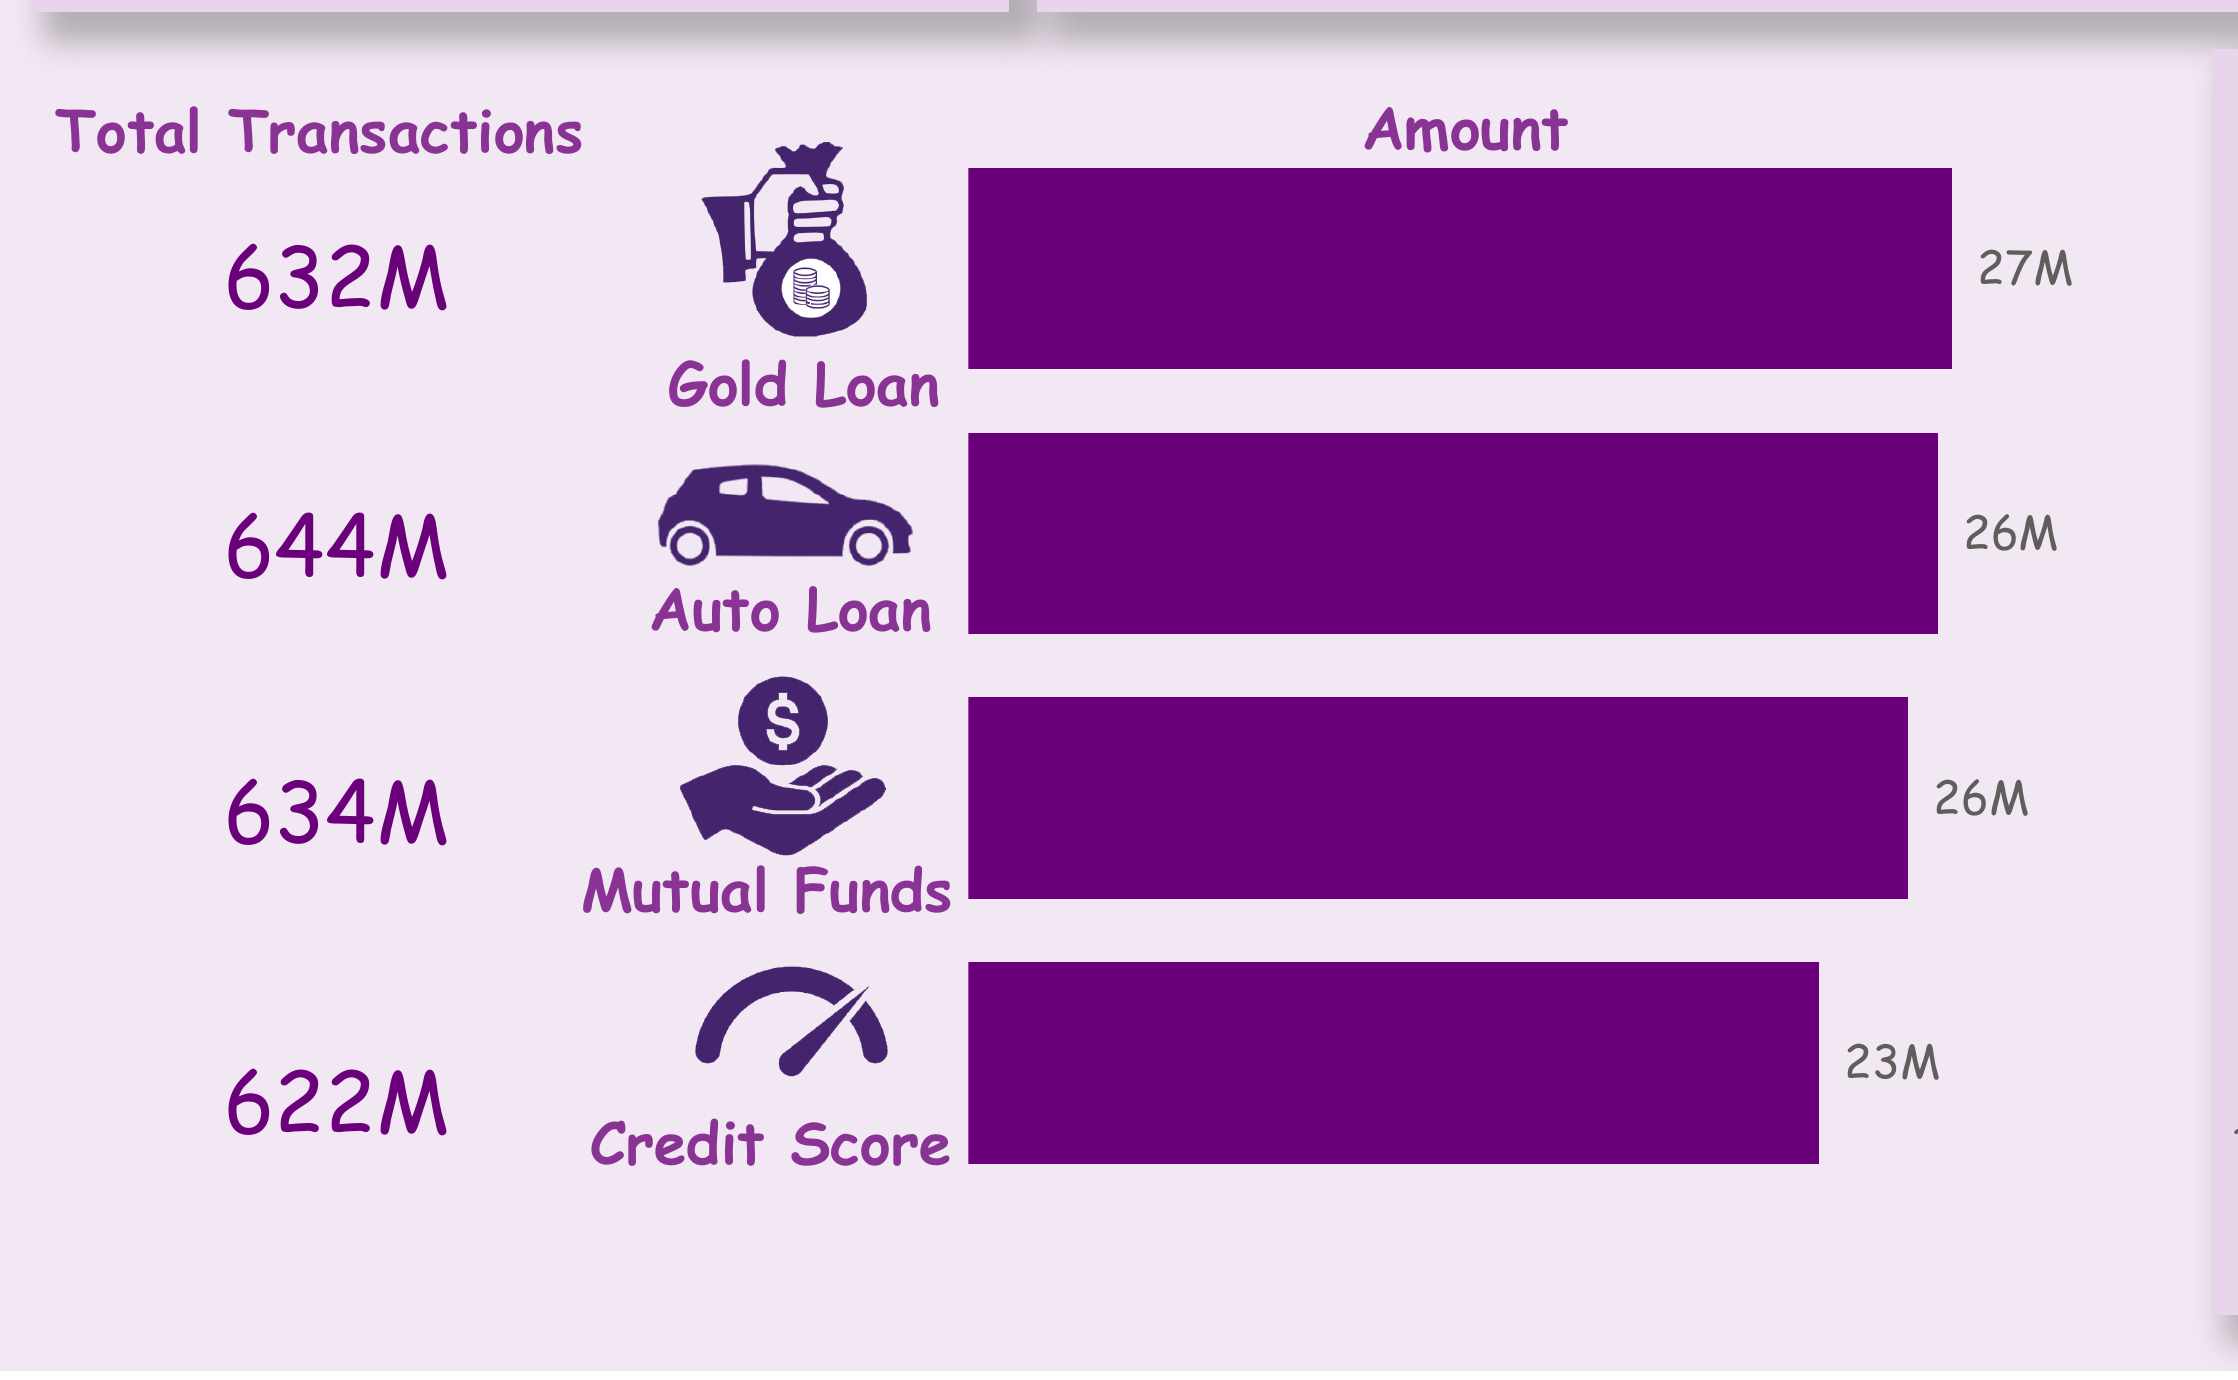 Total Transactions
Amount
632M
Gold Loan
27M
644M
Auto Loan
26M
$
634M
Mutual Funds
26M
622M
Credit Score
23M